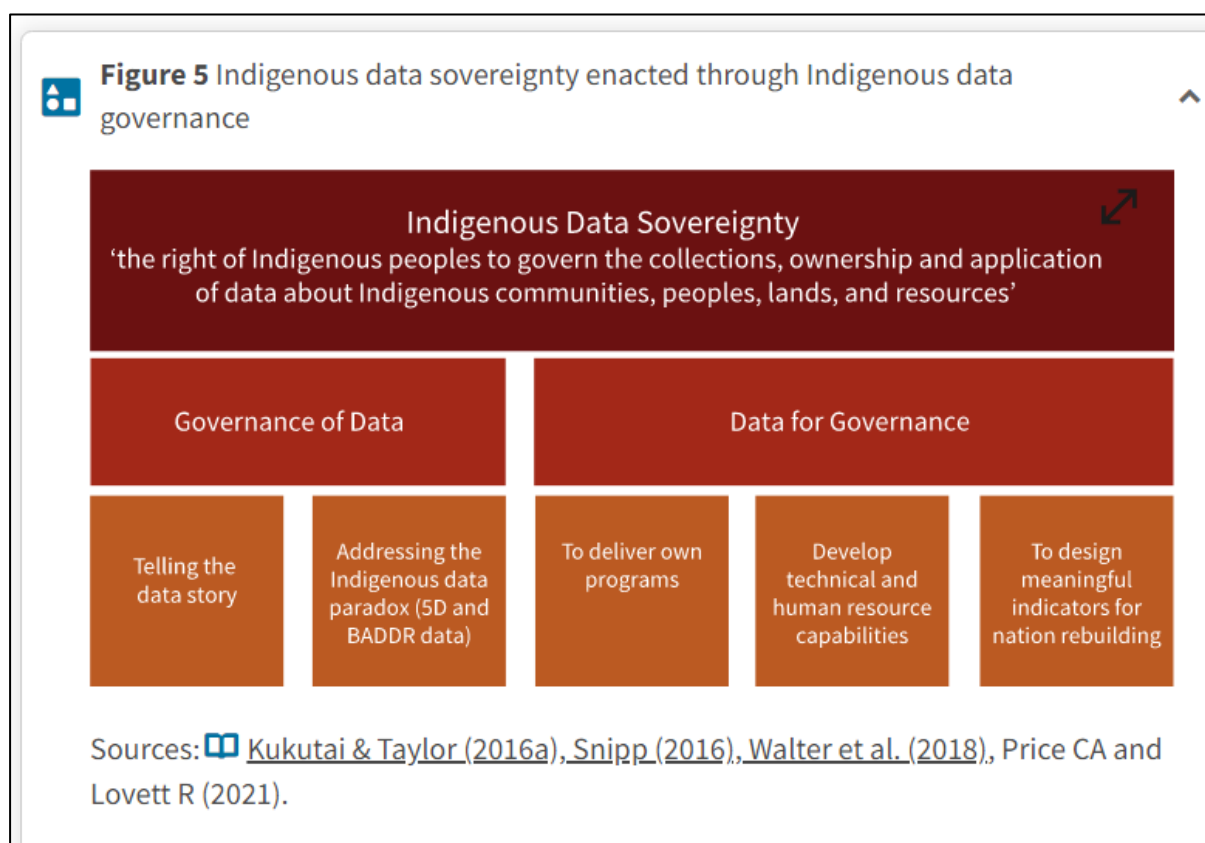 Figure 5 Indigenous data sovereignty enacted through Indigenous data
governance
Indigenous Data Sovereignty
‘the right of Indigenous peoples to govern the collections, ownership and application
of data about Indigenous communities, peoples, lands, and resources’
Governance of Data
Data for Governance
Telling the
data story
Addressing the
Indigenous data
paradox (5D and
BADDR data)
To deliver own
programs
Develop
technical and
human resource
capabilities
To design
meaningful
indicators for
nation rebuilding
Sources: Kukutai & Taylor (2016a), Snipp (2016), Walter et al. (2018), Price CA and
Lovett R (2021).